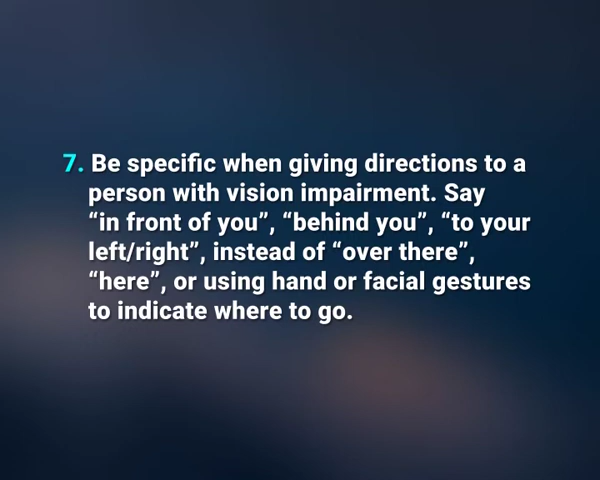 7. Be specific when giving directions to a
person with vision impairment. Say
“in front of you”, “behind you”, “to your
left/right”, instead of “over there”,
“here”, or using hand or facial gestures
to indicate where to go.